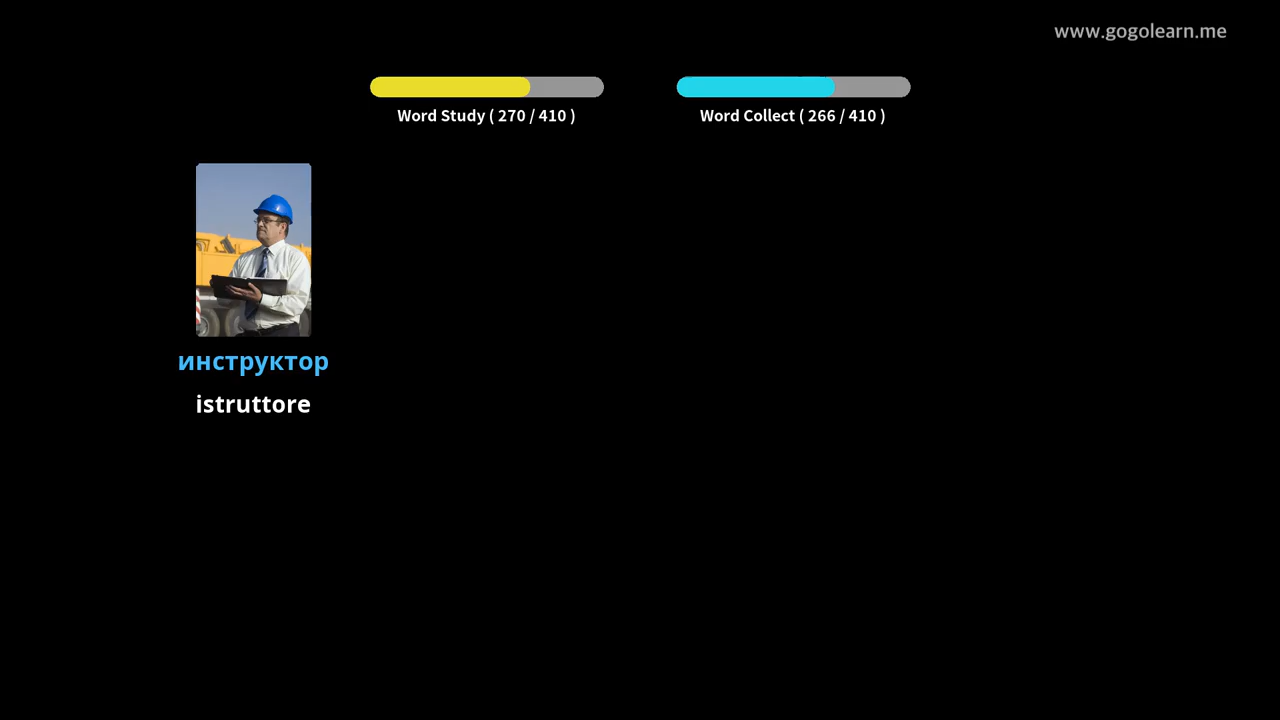 www.gogolearn.me
Word Study ( 270 / 410 )
Word Collect ( 266 / 410 )
инструктор
istruttore